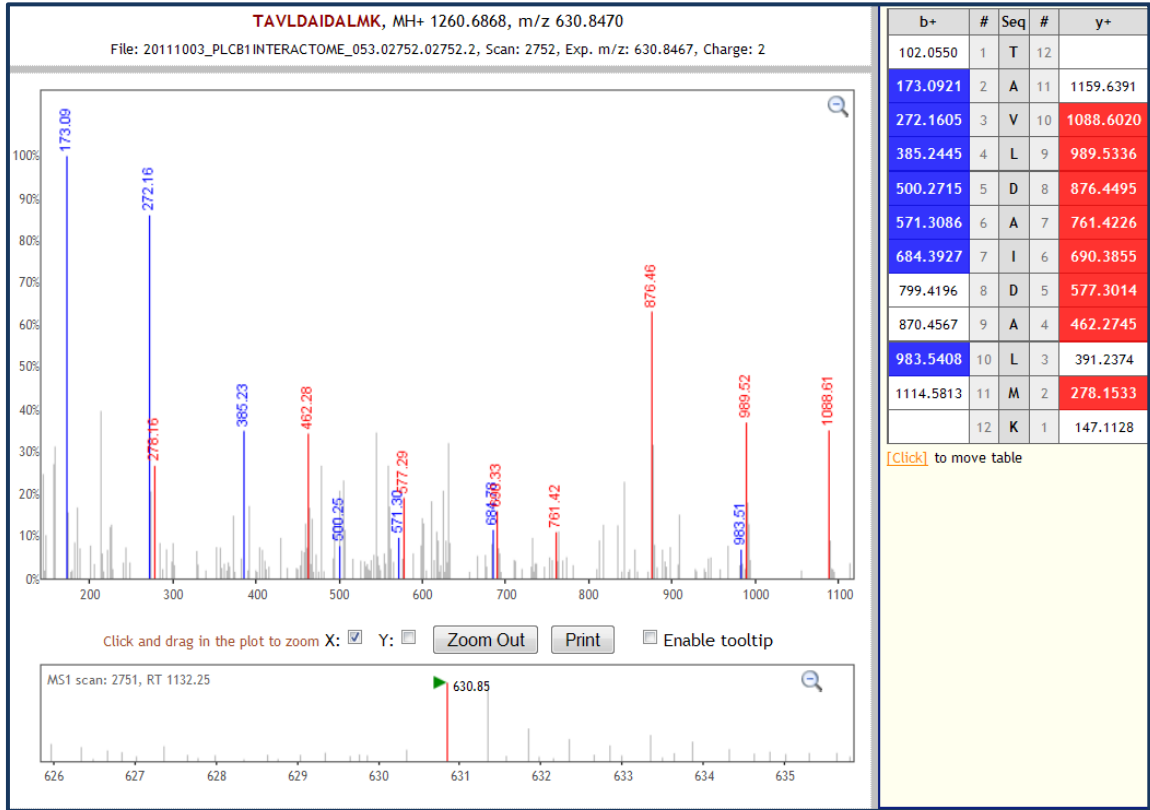 TAVLDAIDALMK, MH+ 1260.6868, m/z 630.8470
File: 20111003_PLCB1INTERACTOME_053.02752.02752.2, Scan: 2752, Exp. m/z: 630.8467, Charge: 2
100%
90%
80%
70%
60%
50%
40%
30%
20%
10%
0%
173.09
272.16
278.16
385.23
462.28
500.25
571.30
577.29
684.78
761.42
876.46
983.51
989.52
1088.61
200 300 400 500 600 700 800 900 1000 1100
Click and drag in the plot to zoom X: Y: Zoom Out Print Enable tooltip
MS1 scan: 2751, RT 1132.25
630.85
626 627 628 629 630 631 632 633 634 635
b+ # Seq # y+
102.0550 1 T 12
173.0921 2 A 11 1159.6391
272.1605 3 V 10 1088.6020
385.2445 4 L 9 989.5336
500.2715 5 D 8 876.4495
571.3086 6 A 7 761.4226
684.3927 7 I 6 690.3855
799.4196 8 D 5 577.3014
870.4567 9 A 4 462.2745
983.5408 10 L 3 391.2374
1114.5813 11 M 2 278.1533
12 K 1 147.1128
[Click] to move table